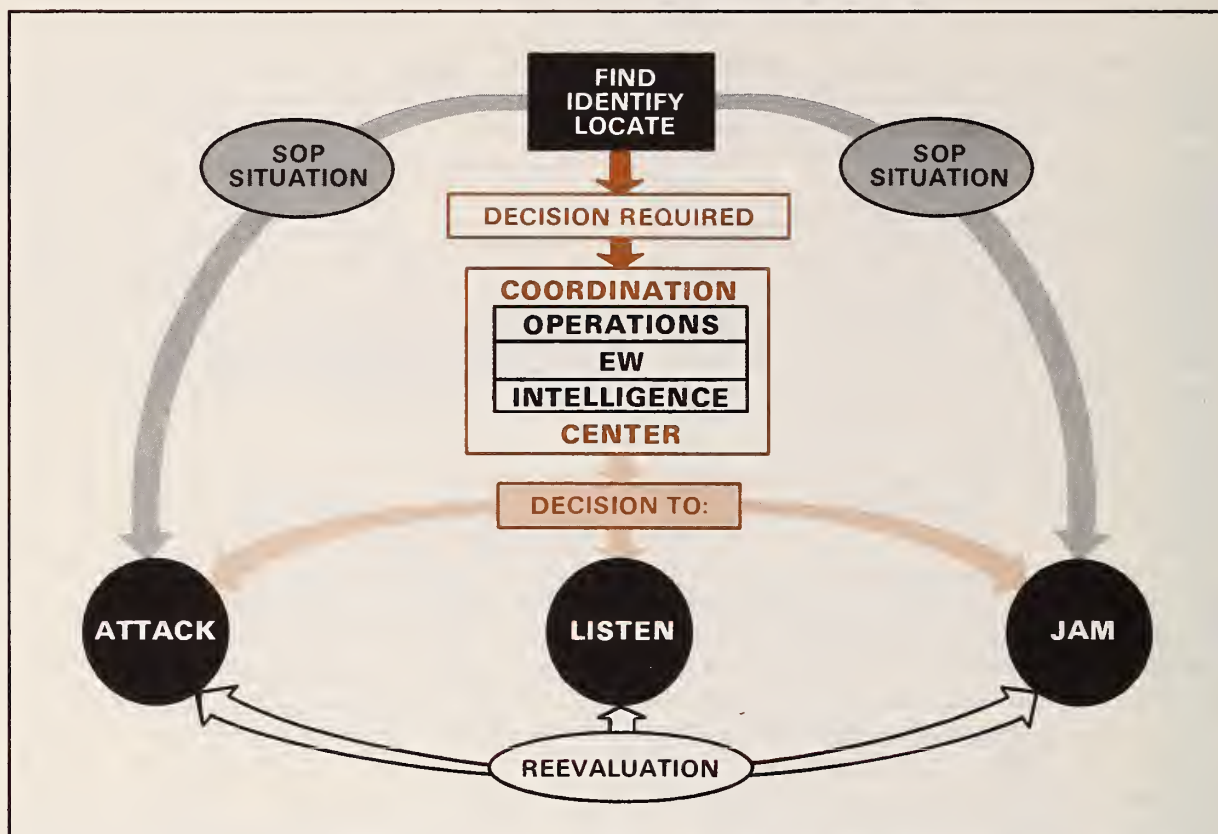 FIND
IDENTIFY
LOCATE
SOP
SITUATION
SOP
SITUATION
DECISION REQUIRED
COORDINATION
OPERATIONS
EW
INTELLIGENCE
CENTER
DECISION TO:
ATTACK
LISTEN
JAM
REEVALUATION